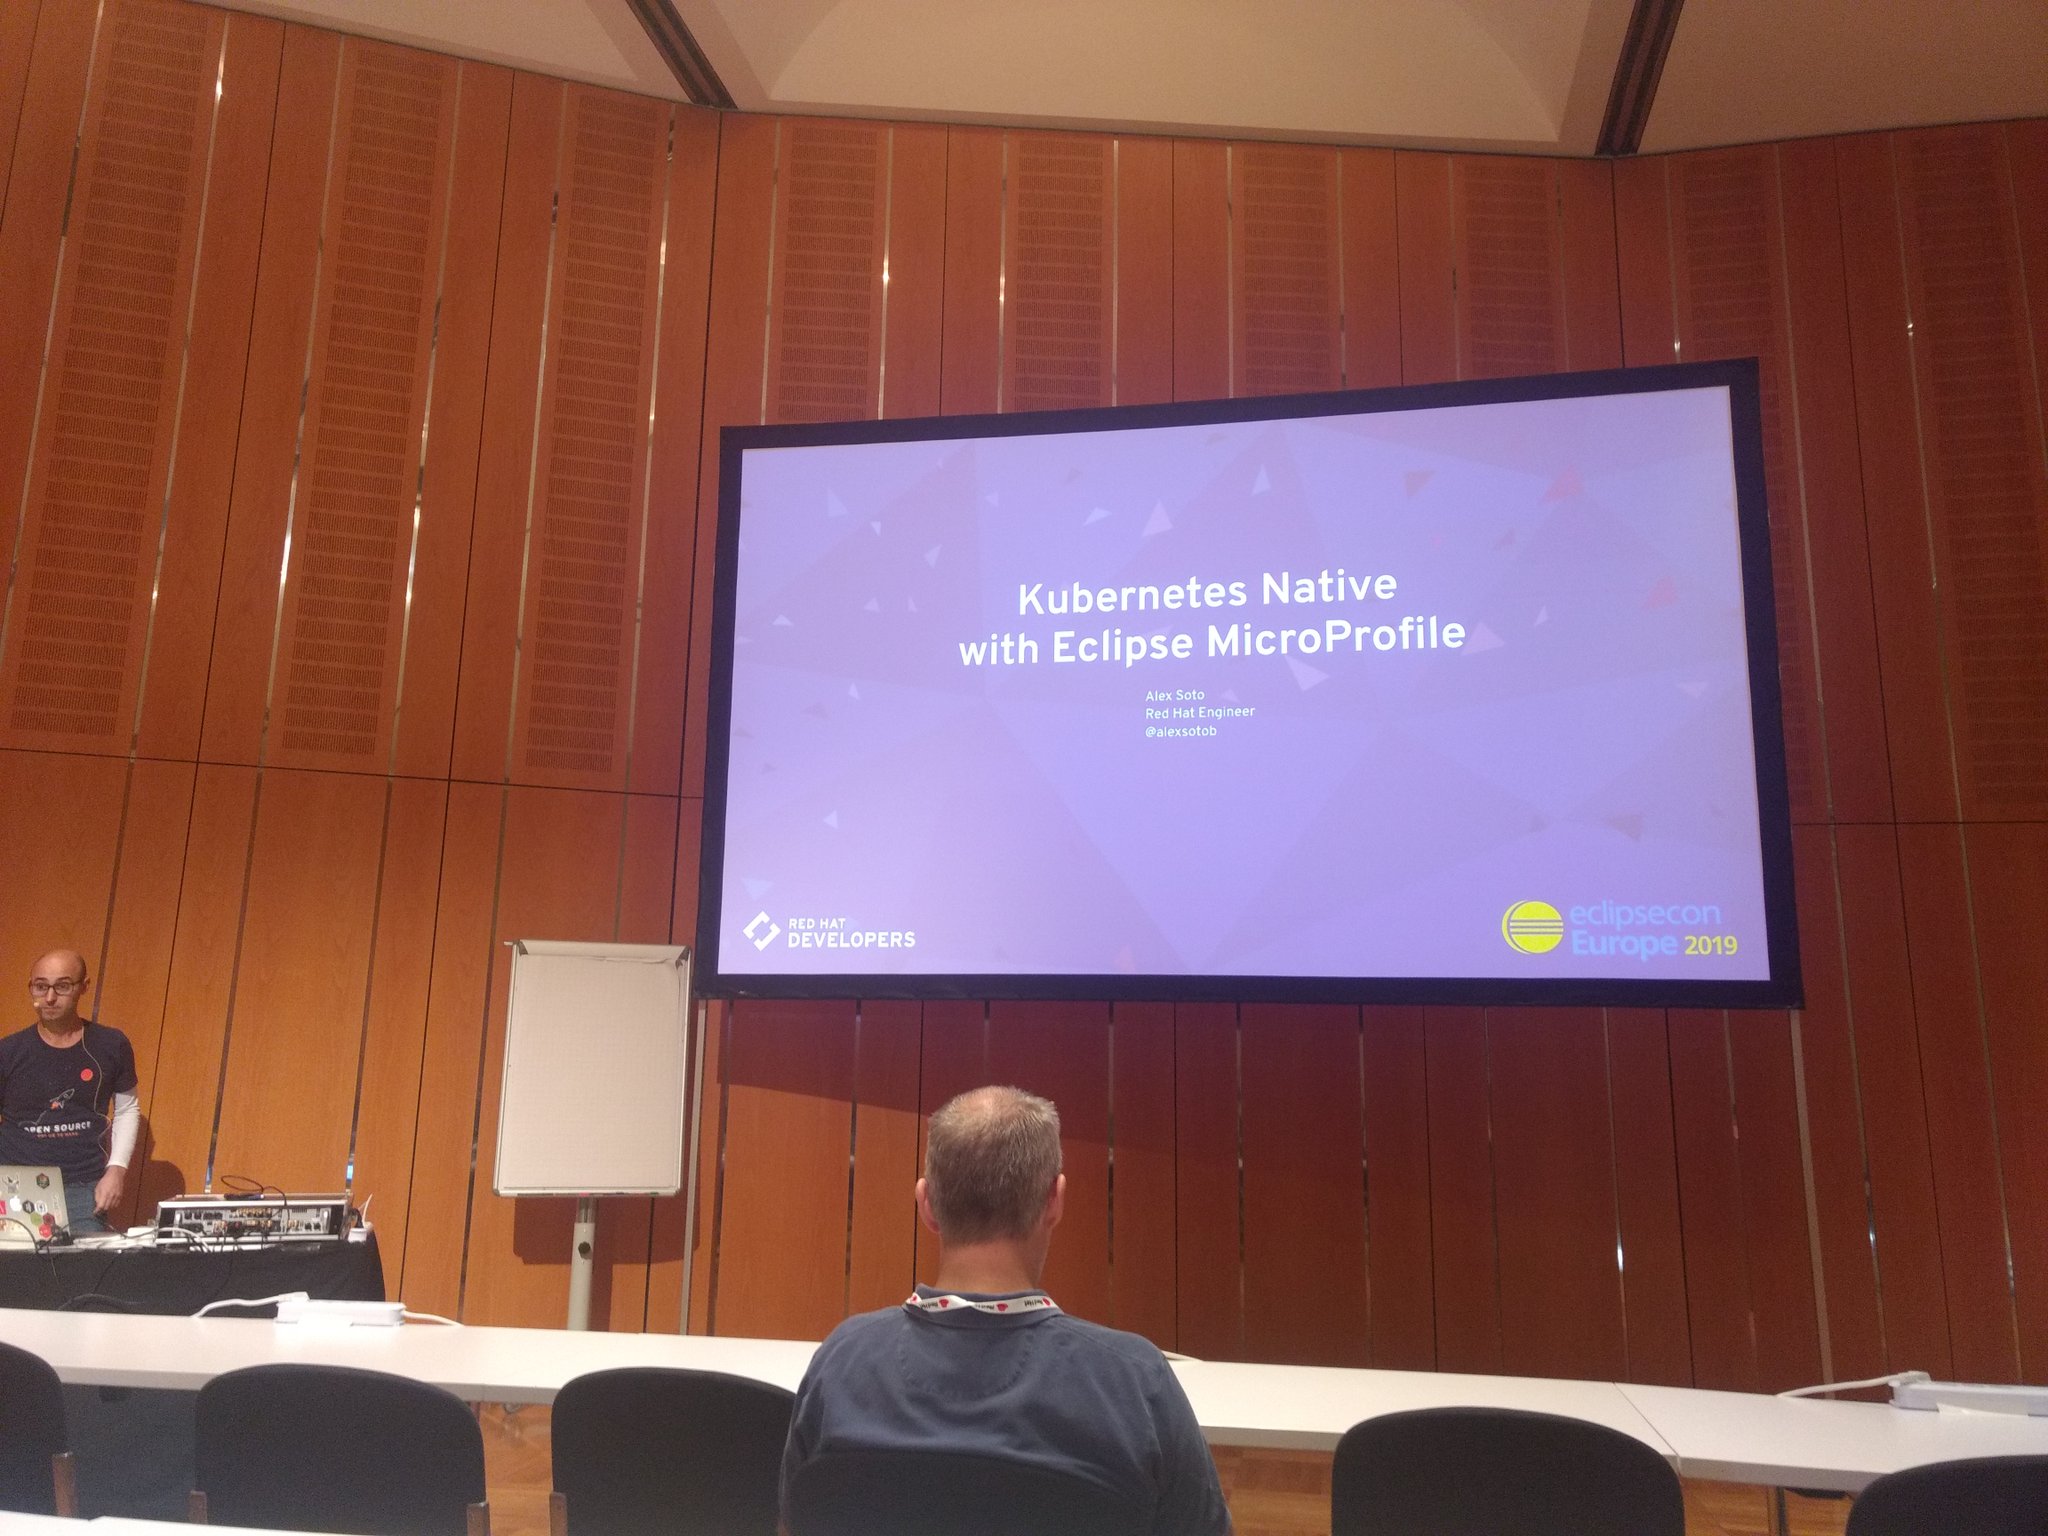 Kubernetes Native
with Eclipse MicroProfile
Alex Soto
Red Hat Engineer
@alexsotob
RED HAT
DEVELOPERS
eclipsecon
Europe 2019
OPEN SOURCE